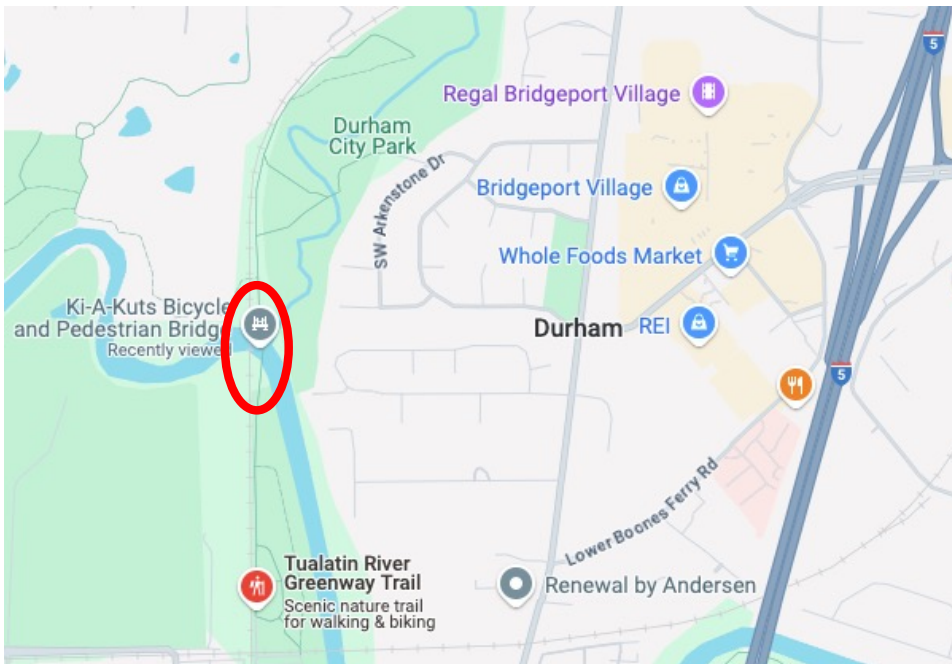 5
Regal Bridgeport Village
Durham
City Park
SW Arkenstone Dr
Bridgeport Village
Whole Foods Market
Ki-A-Kuts Bicycle
and Pedestrian Bridge
Recently viewed
Durham
REI
5
Lower Boones Ferry Rd
Tualatin River
Greenway Trail
Scenic nature trail
for walking & biking
Renewal by Andersen